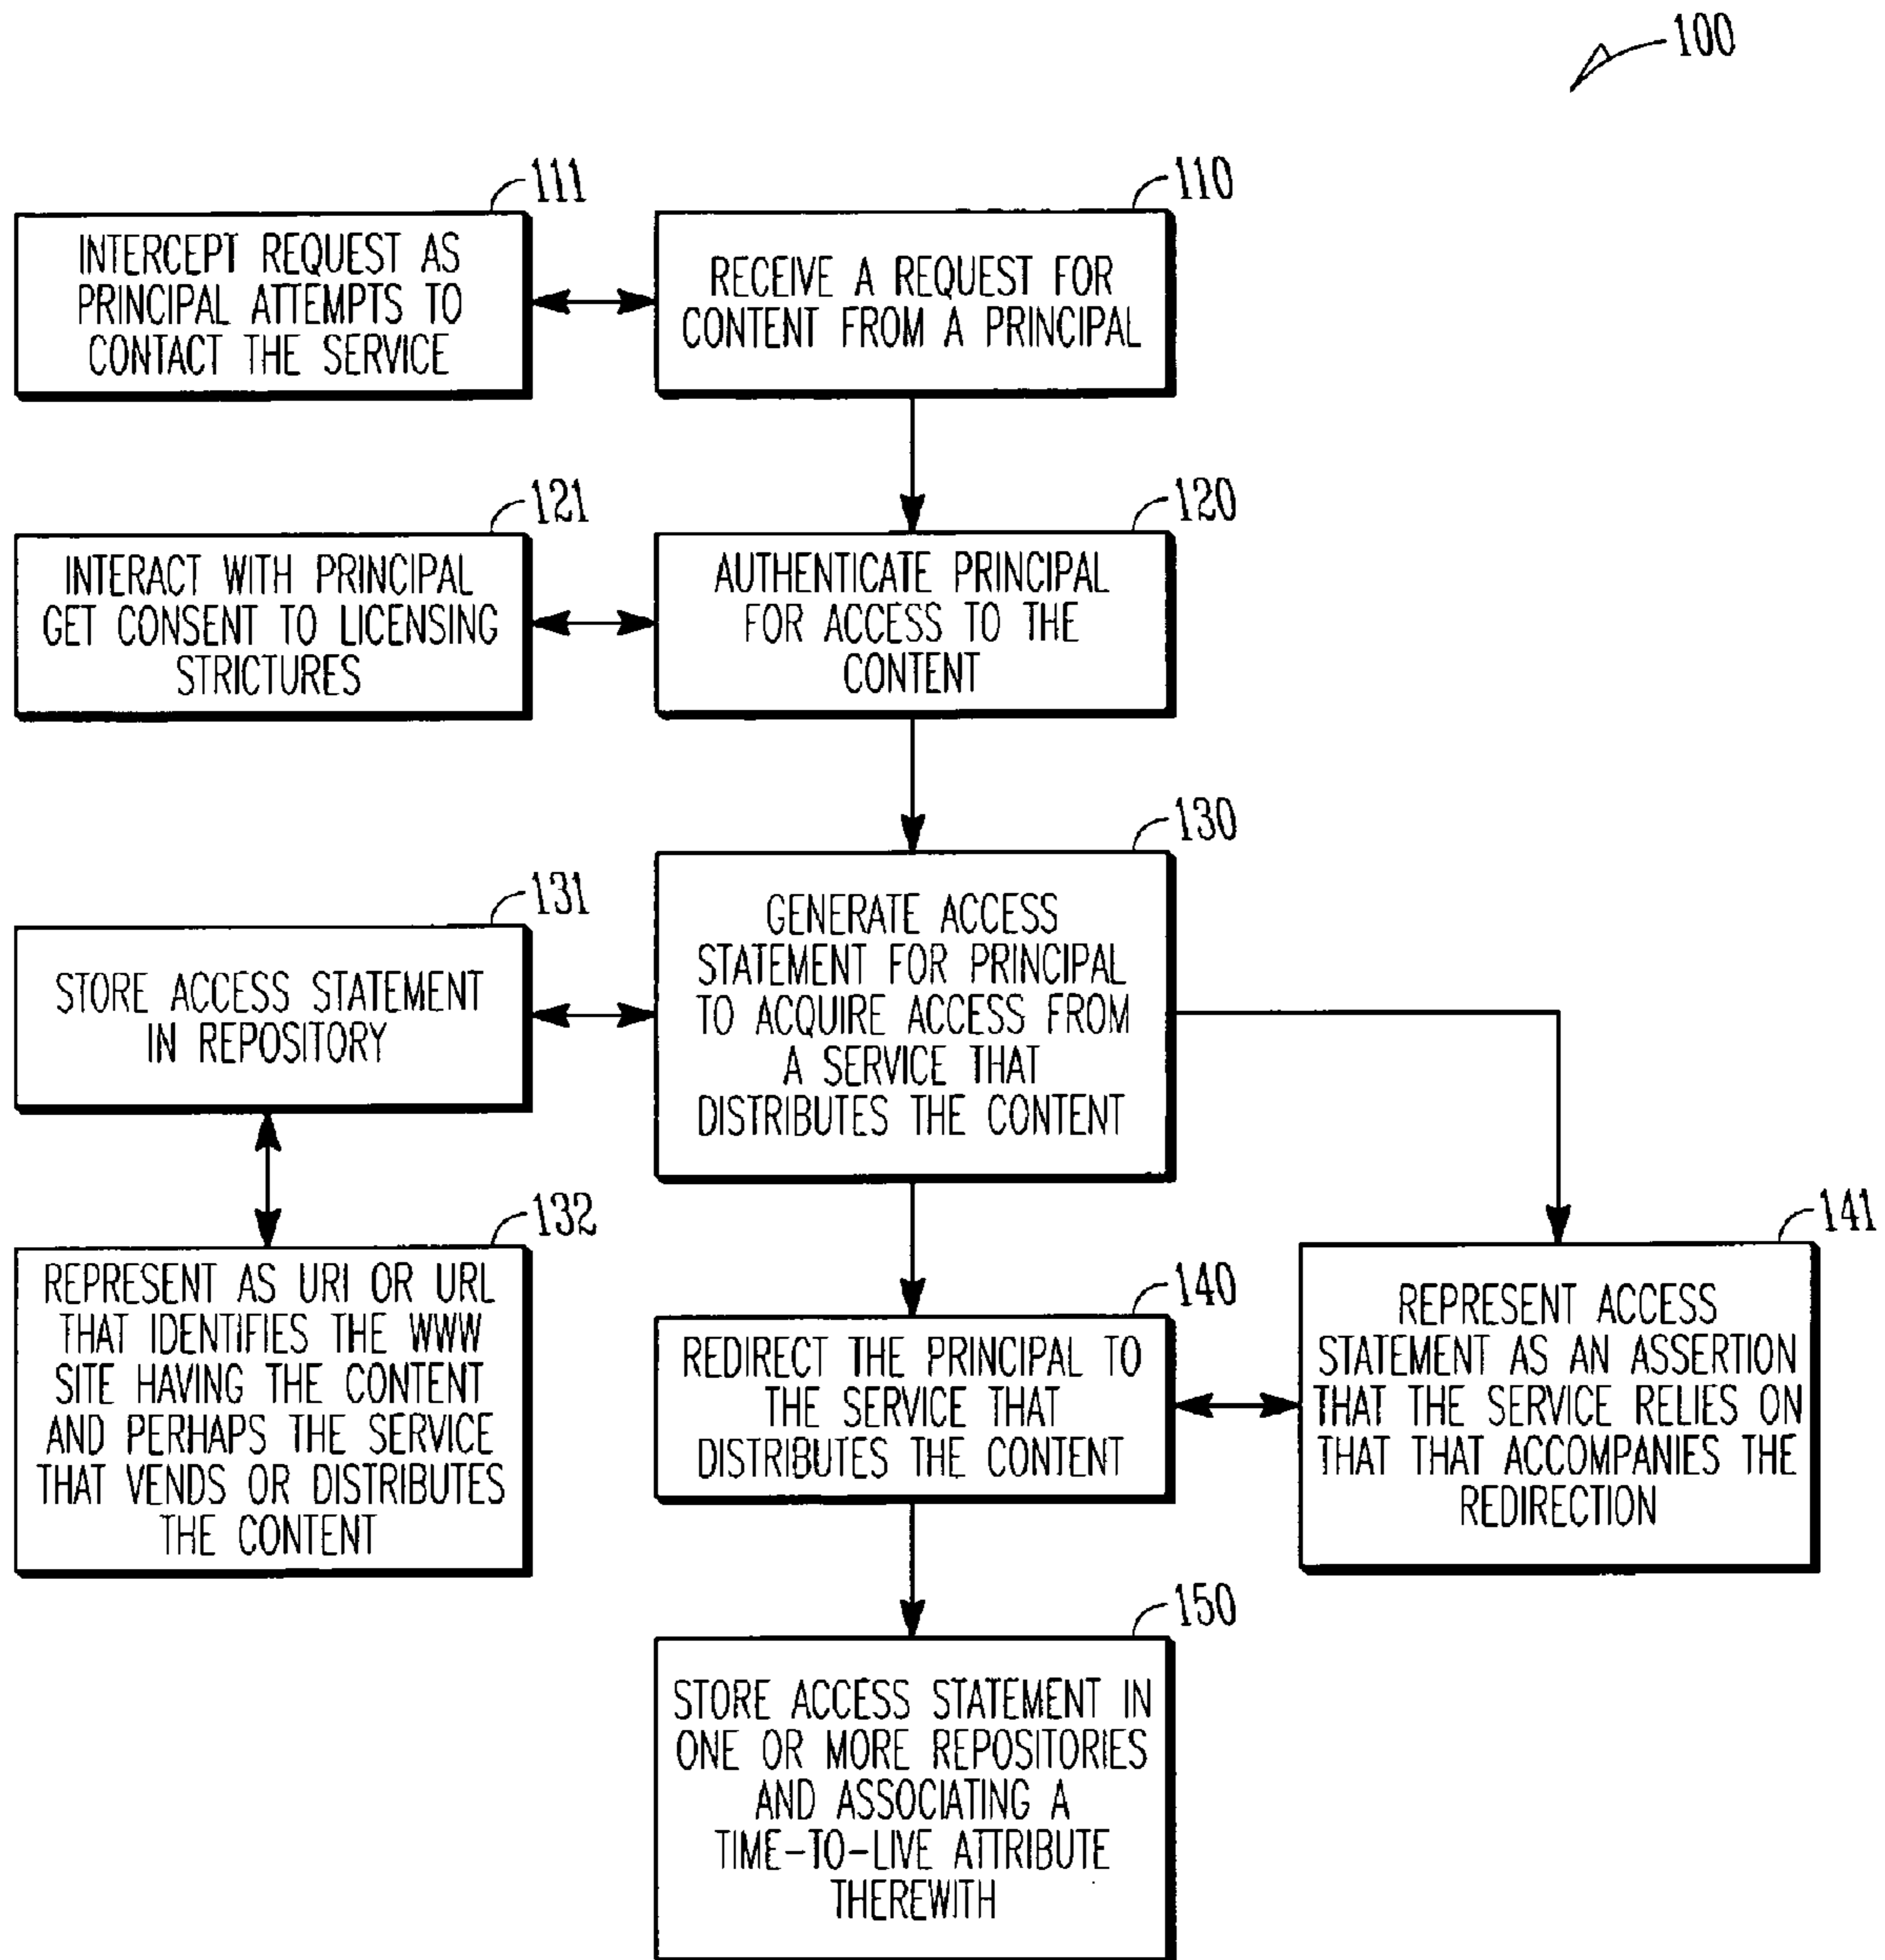 100
111
INTERCEPT REQUEST AS
PRINCIPAL ATTEMPTS TO
CONTACT THE SERVICE
110
RECEIVE A REQUEST FOR
CONTENT FROM A PRINCIPAL
121
INTERACT WITH PRINCIPAL
GET CONSENT TO LICENSING
STRICTURES
120
AUTHENTICATE PRINCIPAL
FOR ACCESS TO THE
CONTENT
131
STORE ACCESS STATEMENT
IN REPOSITORY
130
GENERATE ACCESS
STATEMENT FOR PRINCIPAL
TO ACQUIRE ACCESS FROM
A SERVICE THAT
DISTRIBUTES THE CONTENT
132
REPRESENT AS URI OR URL
THAT IDENTIFIES THE WWW
SITE HAVING THE CONTENT
AND PERHAPS THE SERVICE
THAT VENDS OR DISTRIBUTES
THE CONTENT
140
REDIRECT THE PRINCIPAL TO
THE SERVICE THAT
DISTRIBUTES THE CONTENT
141
REPRESENT ACCESS
STATEMENT AS AN ASSERTION
THAT THE SERVICE RELIES ON
THAT THAT ACCOMPANIES THE
REDIRECTION
150
STORE ACCESS STATEMENT IN
ONE OR MORE REPOSITORIES
AND ASSOCIATING A
TIME-TO-LIVE ATTRIBUTE
THEREWITH